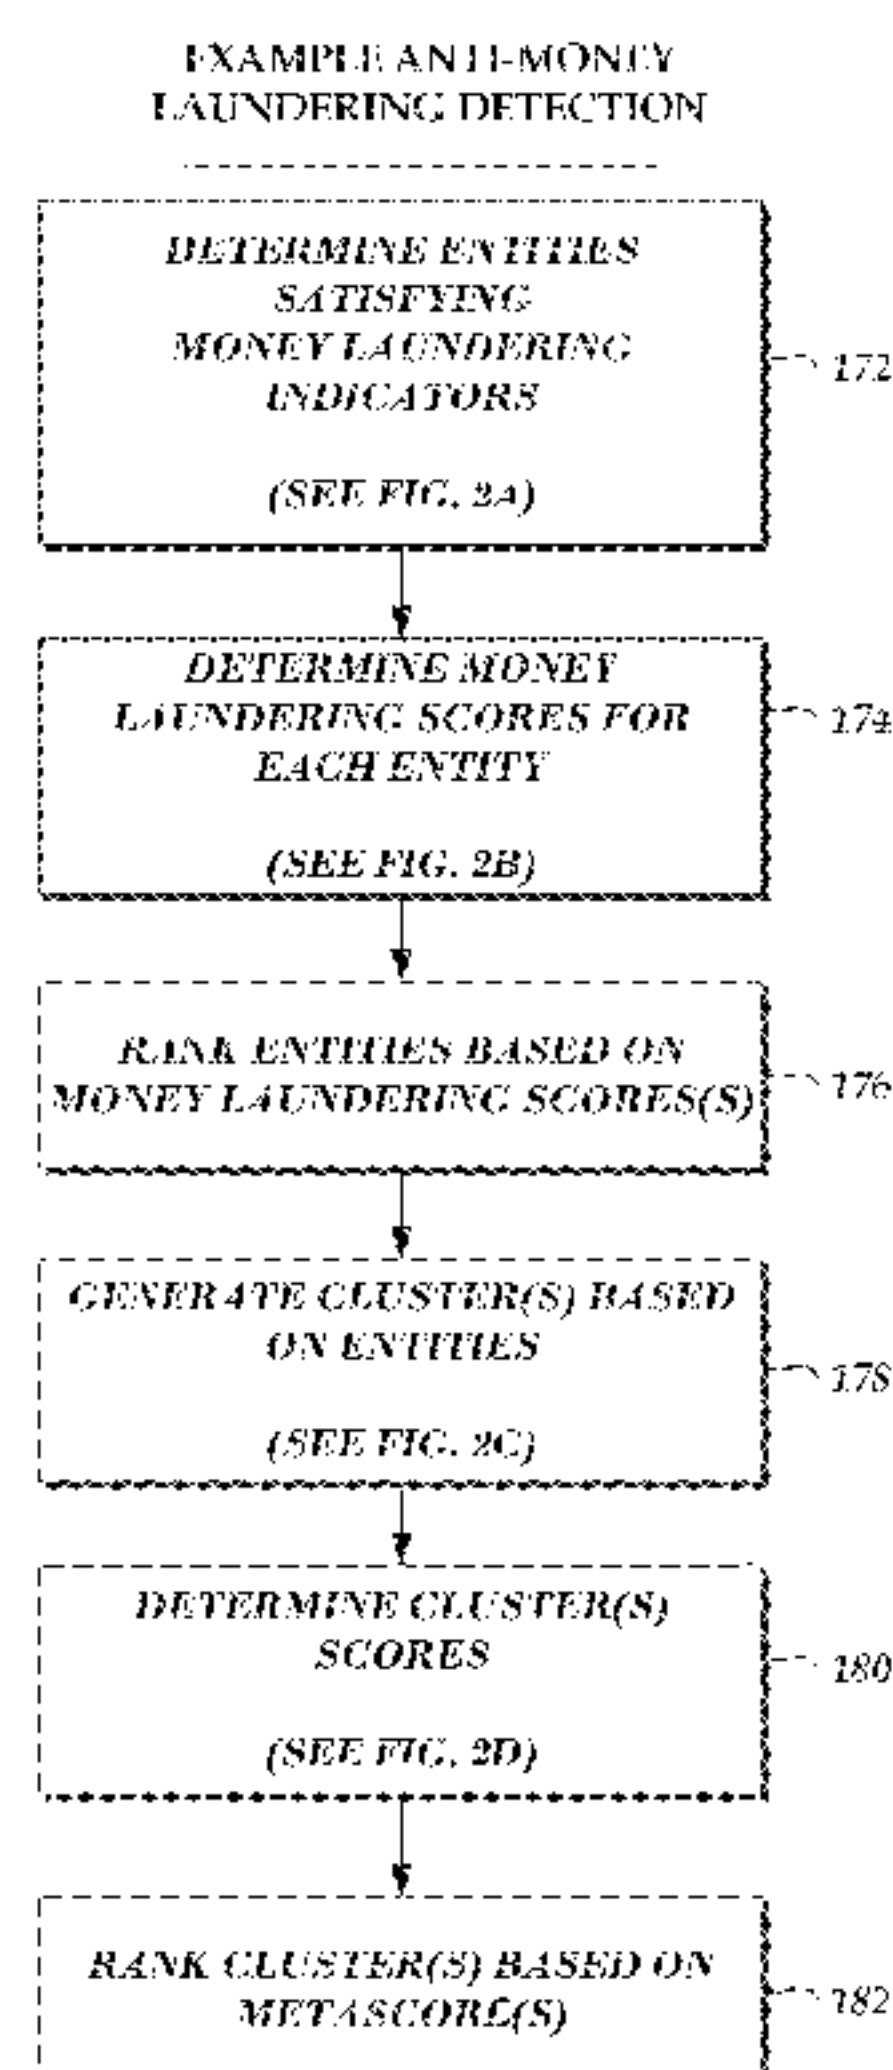 EXAMPLE ANTI-MONEY
LAUNDERING DETECTION
DETERMINE ENTITIES
SATISFYING
MONEY LAUNDERING
INDICATORS
(SEE FIG. 2A)
172
DETERMINE MONEY
LAUNDERING SCORES FOR
EACH ENTITY
(SEE FIG. 2B)
174
RANK ENTITIES BASED ON
MONEY LAUNDERING SCORES(S)
176
GENERATE CLUSTER(S) BASED
ON ENTITIES
(SEE FIG. 2C)
178
DETERMINE CLUSTER(S)
SCORES
(SEE FIG. 2D)
180
RANK CLUSTER(S) BASED ON
METASCORE(S)
182